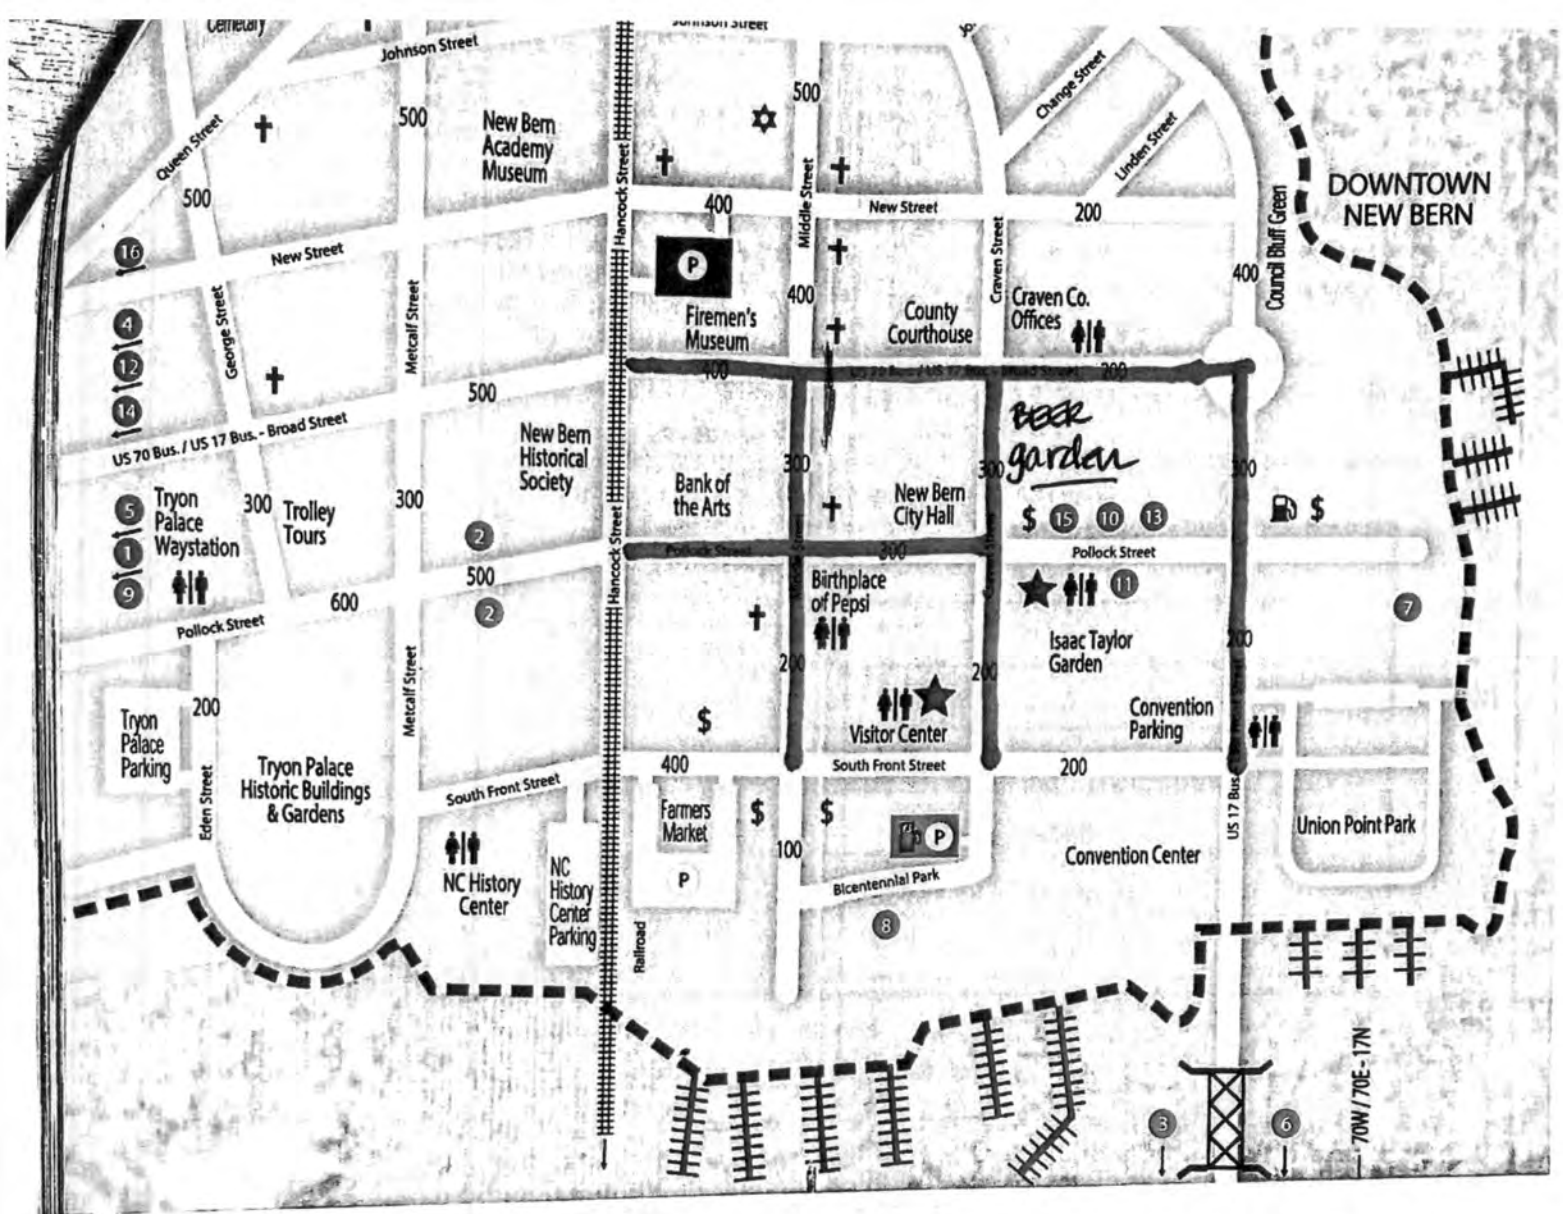 Cemetary
Johnson Street
Johnson Street
500
500
Change Street
Queen Street
New Bern
Academy
Museum
Linden Street
500
Hancock Street
Middle Street
400
New Street
200
Craven Street
Council Bluff Green
DOWNTOWN
NEW BERN
16
New Street
P
400
400
4
George Street
Metcalf Street
Firemen's
Museum
County
Courthouse
Craven Co.
Offices
12
400
200
14
500
US 70 Bus. / US 17 Bus. - Broad Street
BEER
garden
New Bern
Historical
Society
300
300
300
Bank of
the Arts
New Bern
City Hall
5
Tryon
Palace
Waystation
300
Trolley
Tours
300
2
$
15
10
13
$
1
Hancock Street
Pollock Street
300
Pollock Street
9
600
500
2
Birthplace
of Pepsi
11
7
Pollock Street
Isaac Taylor
Garden
200
Metcalf Street
200
200
200
Tryon
Palace
Parking
$
Visitor Center
Convention
Parking
Tryon Palace
Historic Buildings
& Gardens
South Front Street
400
South Front Street
200
Eden Street
Farmers
Market
$
$
US 17 Bus.
Union Point Park
P
100
P
Convention Center
NC History
Center
NC
History
Center
Parking
Bicentennial Park
8
Railroad
3
6
70W / 70E - 17N